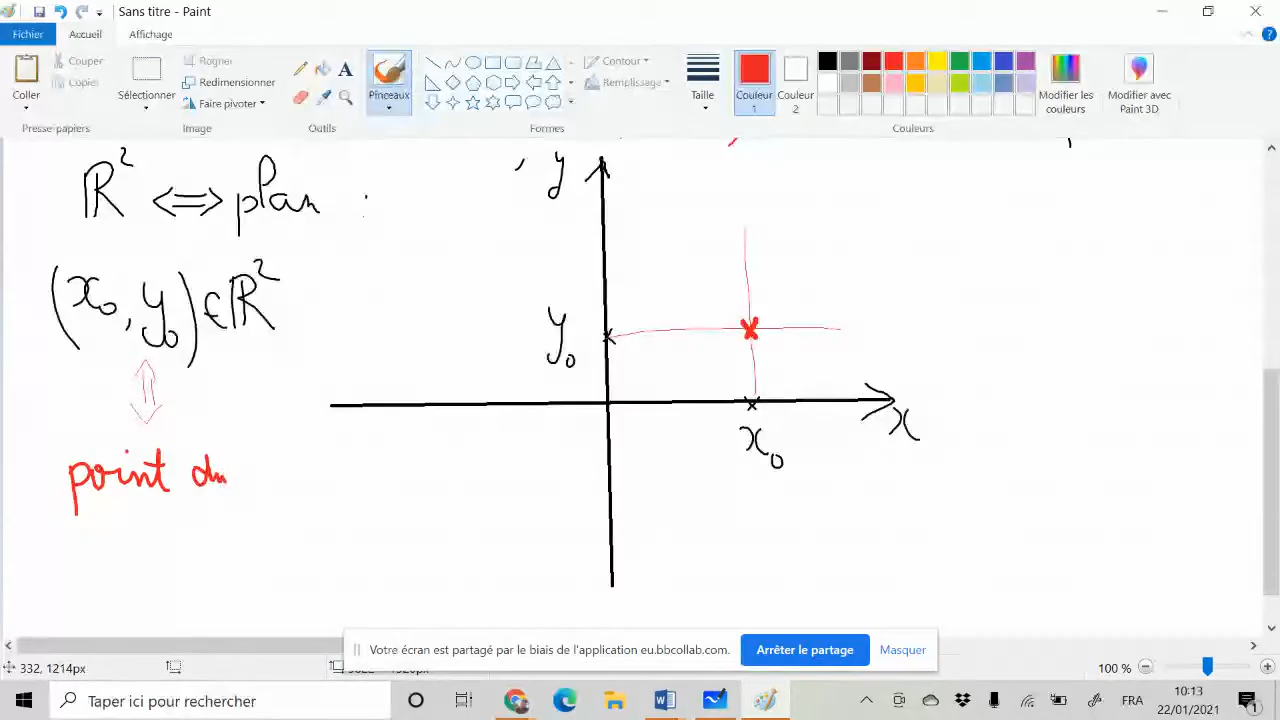 Sans titre - Paint
Fichier Accueil Affichage
Coller
Couper
Copier
Presse-papiers
Sélectionner
Rogner
Redimensionner
Faire pivoter
Image
A
Outils
Pinceaux
Contour
Remplissage
Formes
Taille
Couleur 1
Couleur 2
Modifier les couleurs
Modifier avec Paint 3D
Couleurs
ℝ² ⟺ plan :
(x₀, y₀) ∈ ℝ²
⇕
point du
y
y₀
x₀
x
Votre écran est partagé par le biais de l'application eu.bbcollab.com. Arrêter le partage Masquer
332, 1214px
100 %
Taper ici pour rechercher
FRA
10:13
22/01/2021